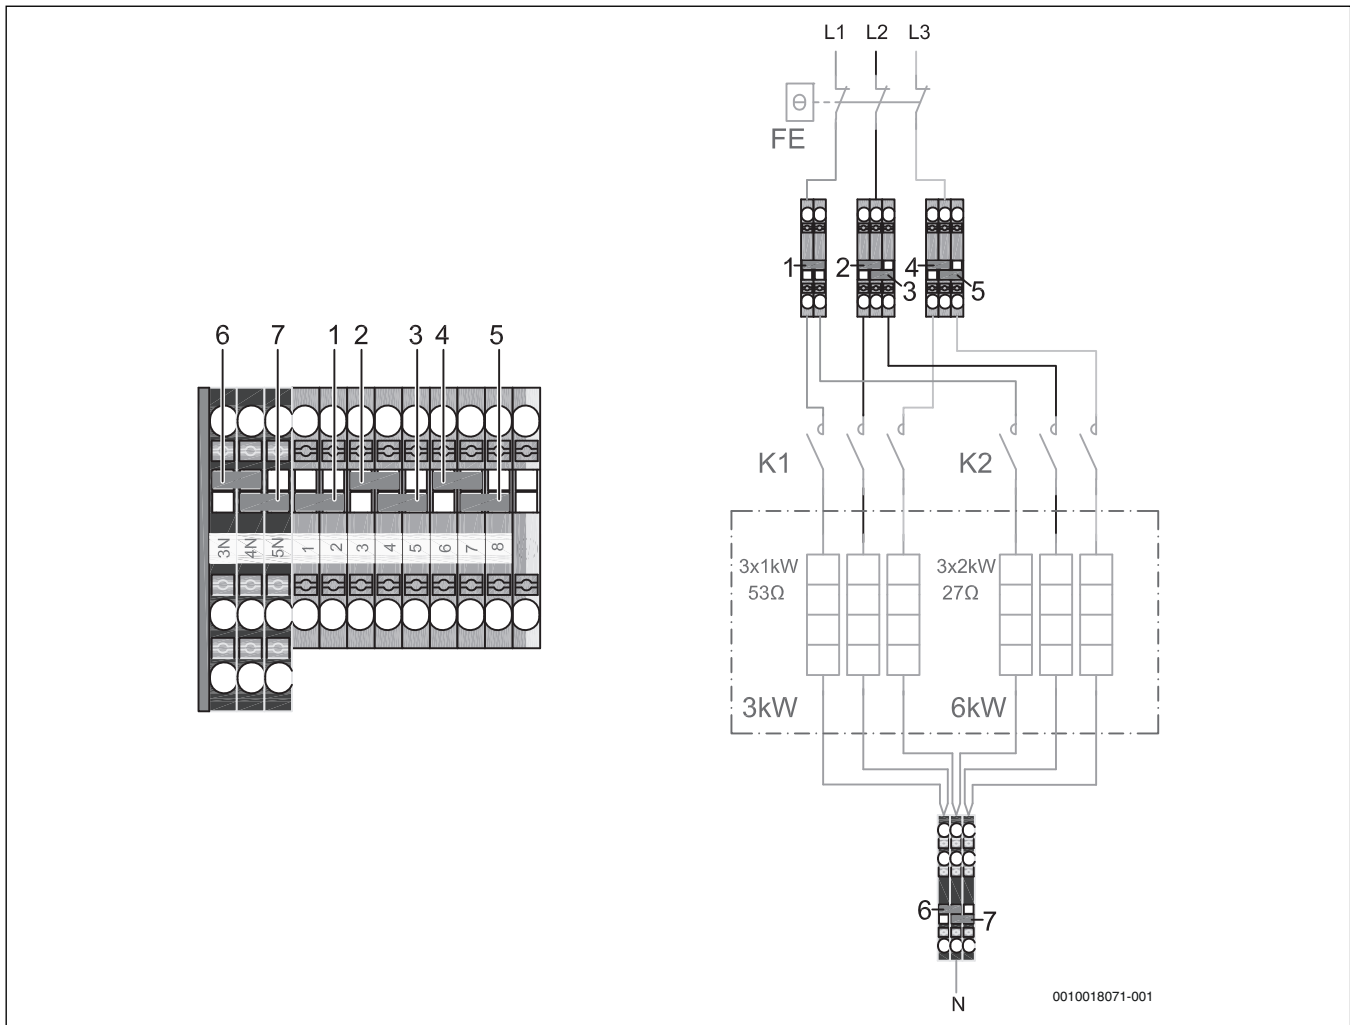 L1 L2 L3
FE
1 2 3 4 5
6 7 1 2 3 4 5
3N 4N 5N 1 2 3 4 5 6 7 8
K1 K2
3x1kW 3x2kW
53Ω 27Ω
3kW 6kW
6 7
N
0010018071-001